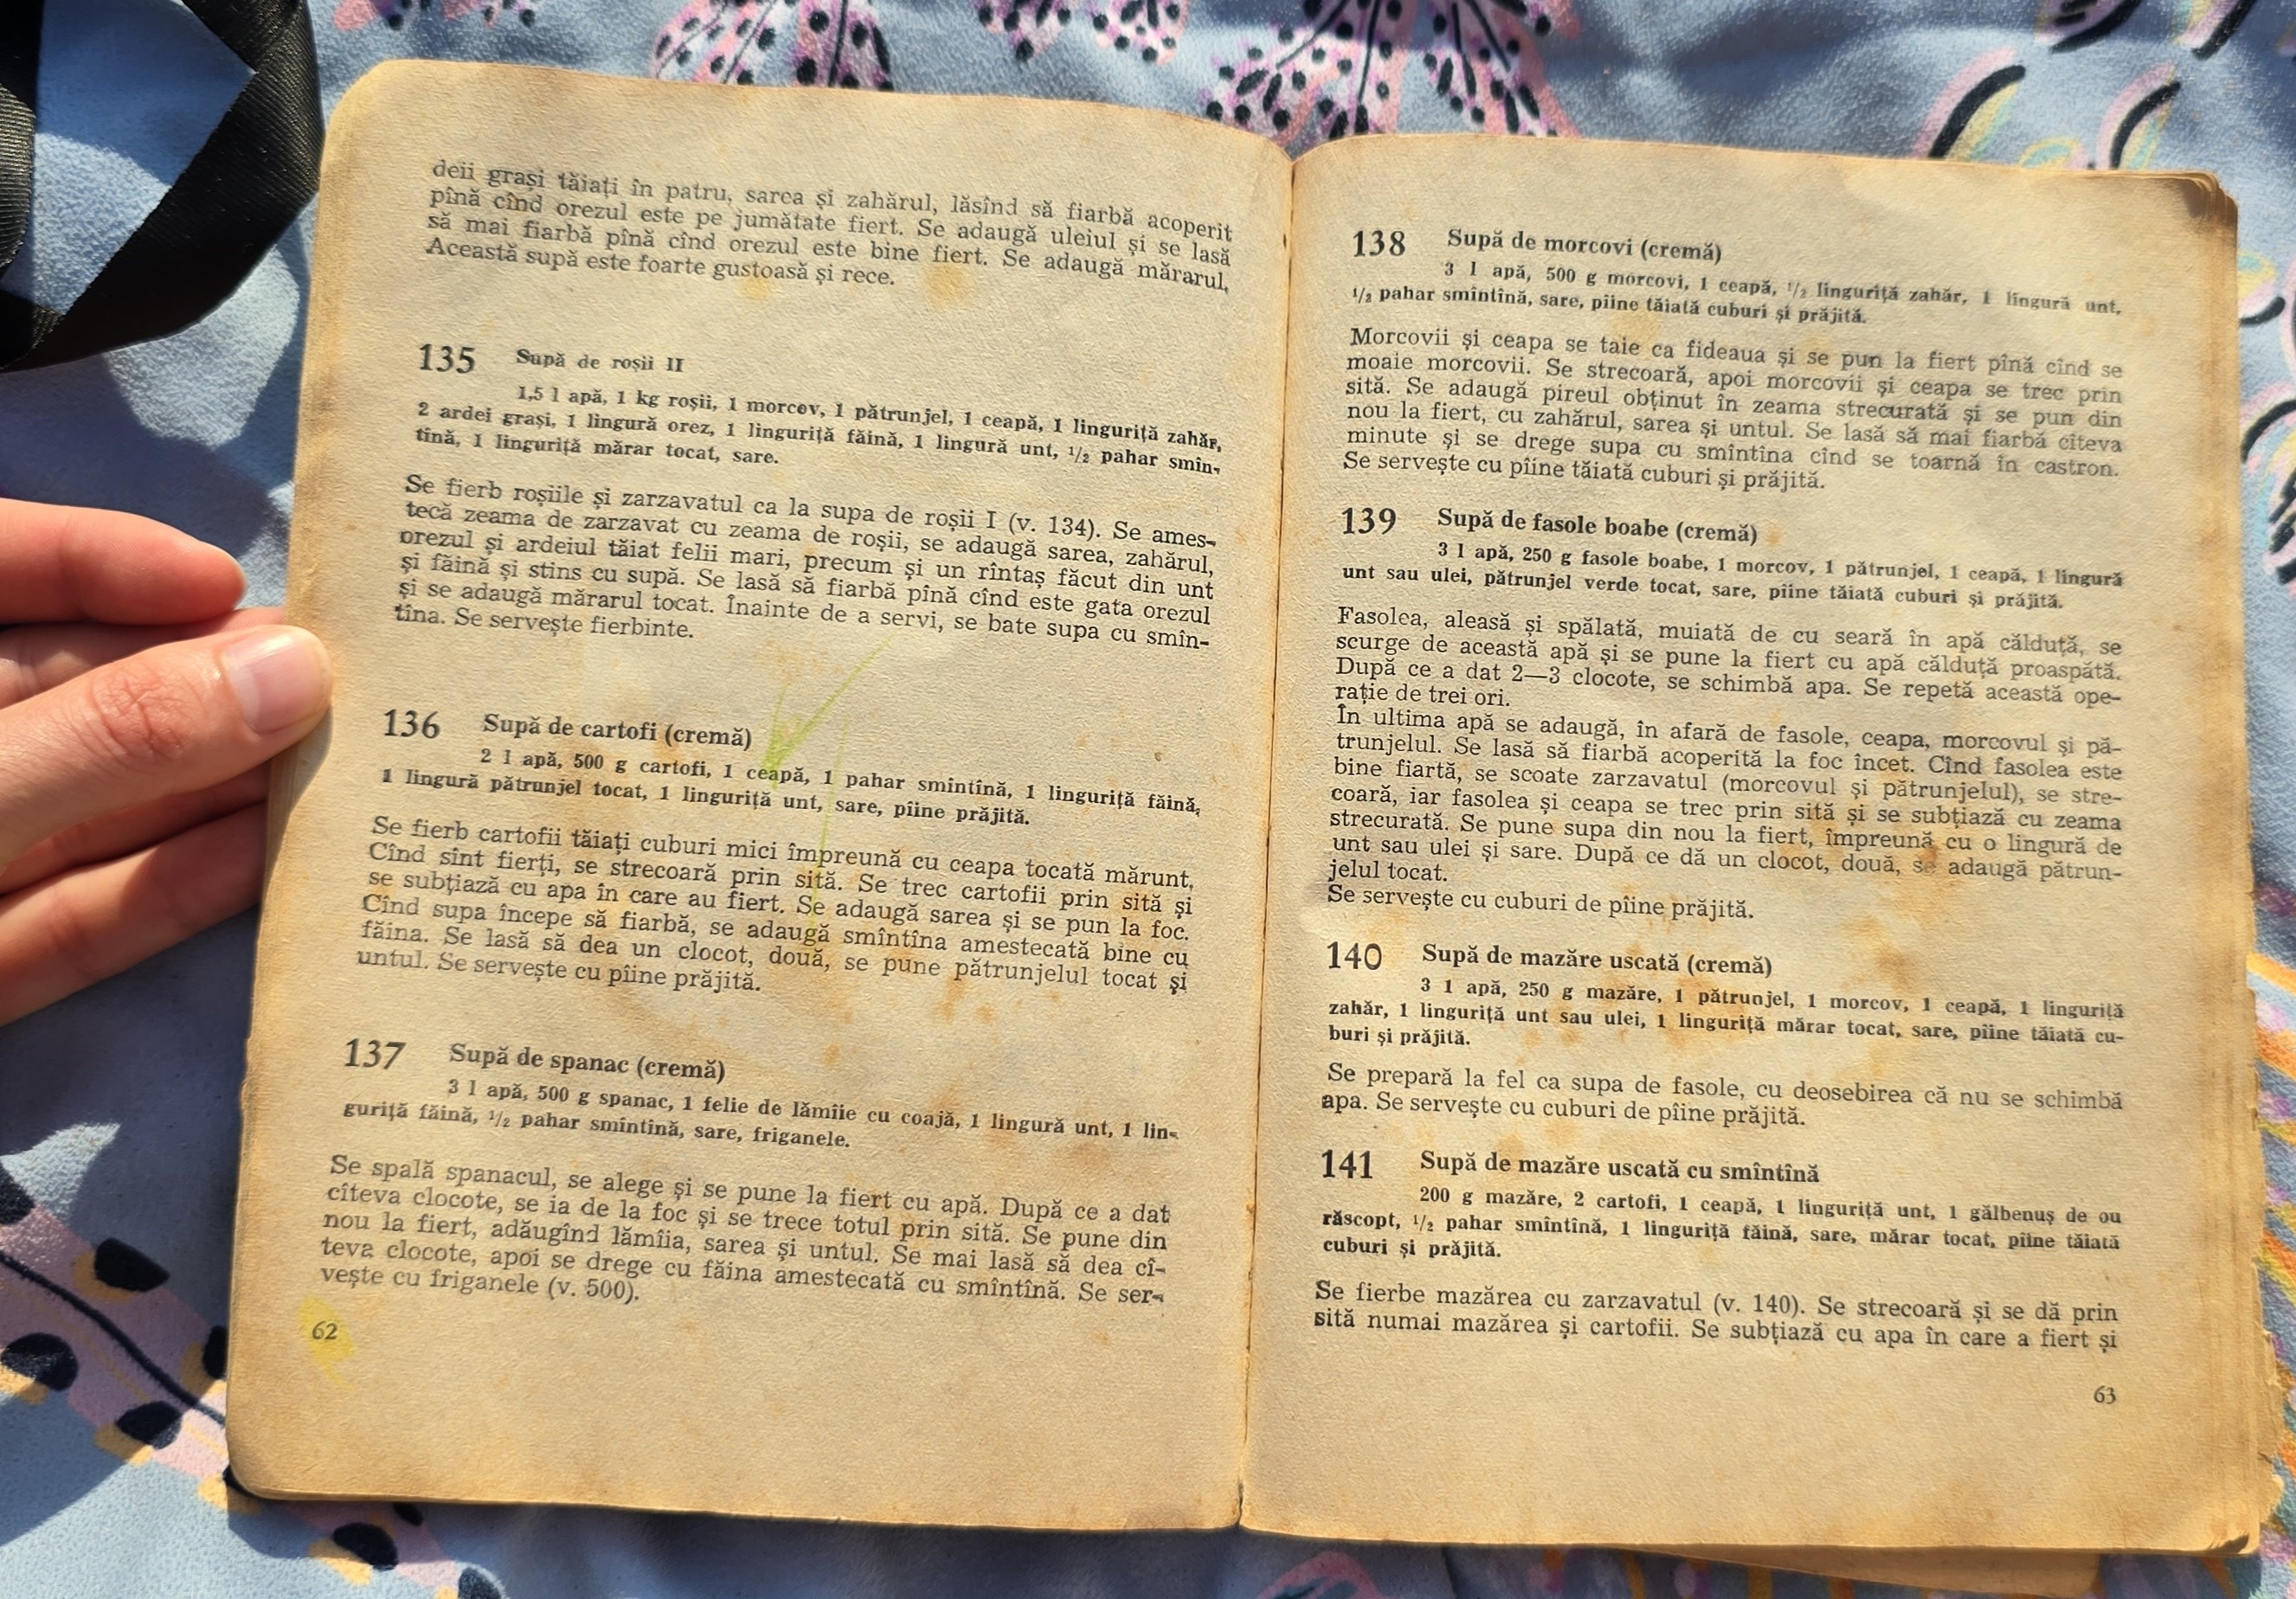 deii grași tăiați în patru, sarea și zahărul, lăsînd să fiarbă acoperit
pînă cînd orezul este pe jumătate fiert. Se adaugă uleiul și se lasă
să mai fiarbă pînă cînd orezul este bine fiert. Se adaugă mărarul.
Această supă este foarte gustoasă și rece.
135 Supă de roșii II
1,5 l apă, 1 kg roșii, 1 morcov, 1 pătrunjel, 1 ceapă, 1 linguriță zahăr,
2 ardei grași, 1 lingură orez, 1 linguriță făină, 1 lingură unt, 1/2 pahar smîn-
tînă, 1 linguriță mărar tocat, sare.
Se fierb roșiile și zarzavatul ca la supa de roșii I (v. 134). Se ames-
tecă zeama de zarzavat cu zeama de roșii, se adaugă sarea, zahărul,
orezul și ardeiul tăiat felii mari, precum și un rîntaș făcut din unt
și făină și stins cu supă. Se lasă să fiarbă pînă cînd este gata orezul
și se adaugă mărarul tocat. Înainte de a servi, se bate supa cu smîn-
tîna. Se servește fierbinte.
136 Supă de cartofi (cremă)
2 l apă, 500 g cartofi, 1 ceapă, 1 pahar smîntînă, 1 linguriță făină,
1 lingură pătrunjel tocat, 1 linguriță unt, sare, pîine prăjită.
Se fierb cartofii tăiați cuburi mici împreună cu ceapa tocată mărunt.
Cînd sînt fierți, se strecoară prin sită. Se trec cartofii prin sită și
se subțiază cu apa în care au fiert. Se adaugă sarea și se pun la foc.
Cînd supa începe să fiarbă, se adaugă smîntîna amestecată bine cu
făina. Se lasă să dea un clocot, două, se pune pătrunjelul tocat și
untul. Se servește cu pîine prăjită.
137 Supă de spanac (cremă)
3 l apă, 500 g spanac, 1 felie de lămîie cu coajă, 1 lingură unt, 1 lin-
guriță făină, 1/2 pahar smîntînă, sare, friganele.
Se spală spanacul, se alege și se pune la fiert cu apă. După ce a dat
cîteva clocote, se ia de la foc și se trece totul prin sită. Se pune din
nou la fiert, adăugînd lămîia, sarea și untul. Se mai lasă să dea cî-
teva clocote, apoi se drege cu făina amestecată cu smîntînă. Se ser-
vește cu friganele (v. 500).
62
138 Supă de morcovi (cremă)
3 l apă, 500 g morcovi, 1 ceapă, 1/2 linguriță zahăr, 1 lingură unt,
1/2 pahar smîntînă, sare, pîine tăiată cuburi și prăjită.
Morcovii și ceapa se taie ca fideaua și se pun la fiert pînă cînd se
moaie morcovii. Se strecoară, apoi morcovii și ceapa se trec prin
sită. Se adaugă pireul obținut în zeama strecurată și se pun din
nou la fiert, cu zahărul, sarea și untul. Se lasă să mai fiarbă cîteva
minute și se drege supa cu smîntîna cînd se toarnă în castron.
Se servește cu pîine tăiată cuburi și prăjită.
139 Supă de fasole boabe (cremă)
3 l apă, 250 g fasole boabe, 1 morcov, 1 pătrunjel, 1 ceapă, 1 lingură
unt sau ulei, pătrunjel verde tocat, sare, pîine tăiată cuburi și prăjită.
Fasolea, aleasă și spălată, muiată de cu seară în apă călduță, se
scurge de această apă și se pune la fiert cu apă călduță proaspătă.
După ce a dat 2—3 clocote, se schimbă apa. Se repetă această ope-
rație de trei ori.
În ultima apă se adaugă, în afară de fasole, ceapa, morcovul și pă-
trunjelul. Se lasă să fiarbă acoperită la foc încet. Cînd fasolea este
bine fiartă, se scoate zarzavatul (morcovul și pătrunjelul), se stre-
coară, iar fasolea și ceapa se trec prin sită și se subțiază cu zeama
strecurată. Se pune supa din nou la fiert, împreună cu o lingură de
unt sau ulei și sare. După ce dă un clocot, două, se adaugă pătrun-
jelul tocat.
Se servește cu cuburi de pîine prăjită.
140 Supă de mazăre uscată (cremă)
3 l apă, 250 g mazăre, 1 pătrunjel, 1 morcov, 1 ceapă, 1 linguriță
zahăr, 1 linguriță unt sau ulei, 1 linguriță mărar tocat, sare, pîine tăiată cu-
buri și prăjită.
Se prepară la fel ca supa de fasole, cu deosebirea că nu se schimbă
apa. Se servește cu cuburi de pîine prăjită.
141 Supă de mazăre uscată cu smîntînă
200 g mazăre, 2 cartofi, 1 ceapă, 1 linguriță unt, 1 gălbenuș de ou
răscopt, 1/2 pahar smîntînă, 1 linguriță făină, sare, mărar tocat, pîine tăiată
cuburi și prăjită.
Se fierbe mazărea cu zarzavatul (v. 140). Se strecoară și se dă prin
sită numai mazărea și cartofii. Se subțiază cu apa în care a fiert și
63